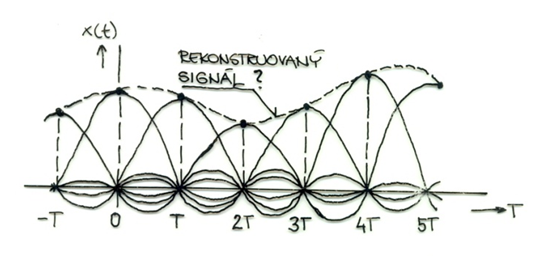 x(t)
REKONSTRUOVANÝ
SIGNÁL ?
-T 0 T 2T 3T 4T 5T T